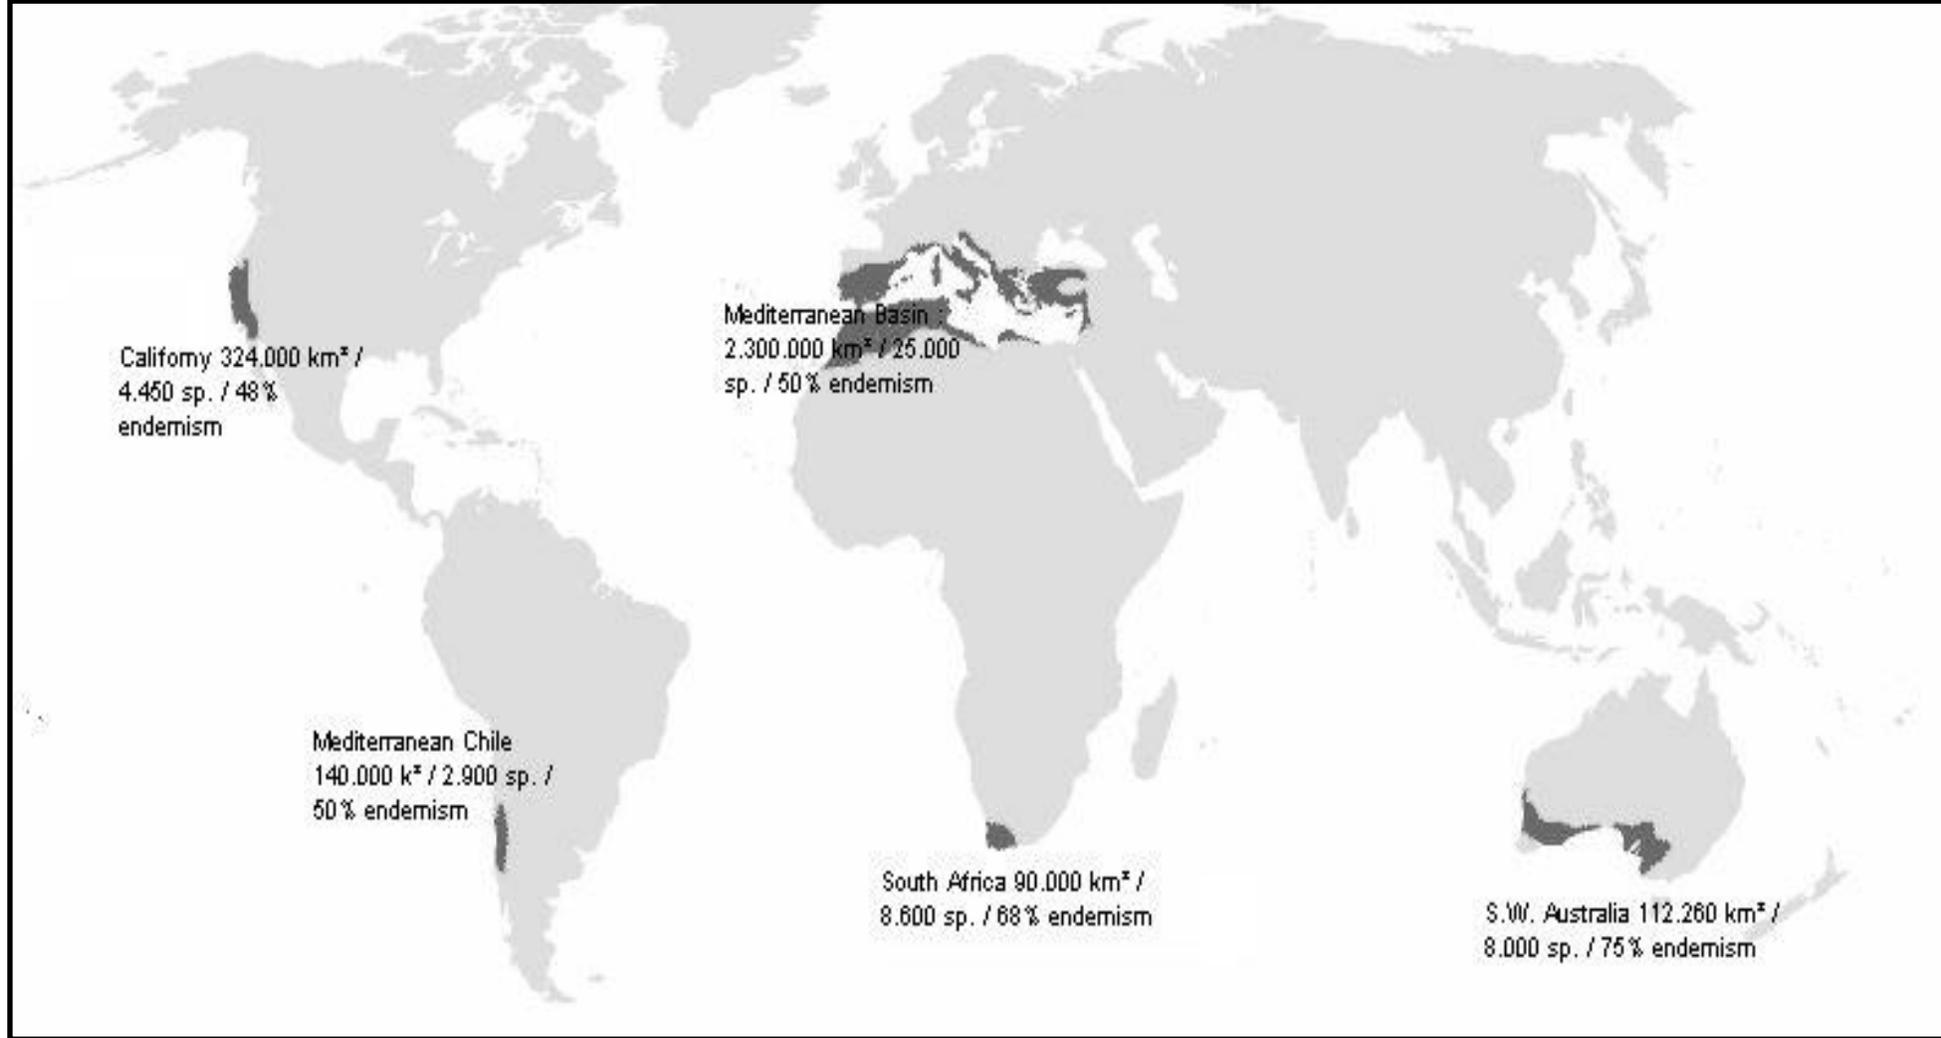 Californy 324.000 km² /
4.450 sp. / 48%
endemism
Mediterranean Basin :
2.300.000 km² / 25.000
sp. / 50% endemism
Mediterranean Chile
140.000 k² / 2.900 sp. /
50% endemism
South Africa 90.000 km² /
8.600 sp. / 68% endemism
S.W. Australia 112.260 km² /
8.000 sp. / 75% endemism